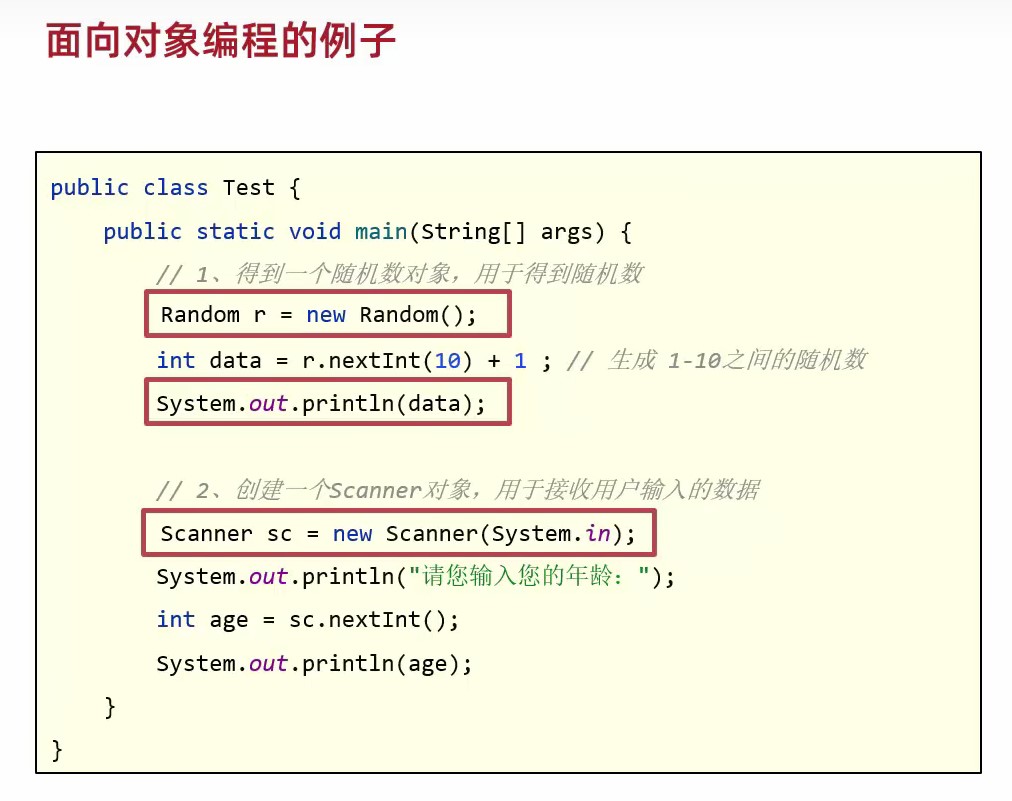 面向对象编程的例子
public class Test {
public static void main(String[] args) {
// 1、得到一个随机数对象，用于得到随机数
Random r = new Random();
int data = r.nextInt(10) + 1 ; // 生成 1-10之间的随机数
System.out.println(data);
// 2、创建一个Scanner对象，用于接收用户输入的数据
Scanner sc = new Scanner(System.in);
System.out.println("请您输入您的年龄：");
int age = sc.nextInt();
System.out.println(age);
}
}